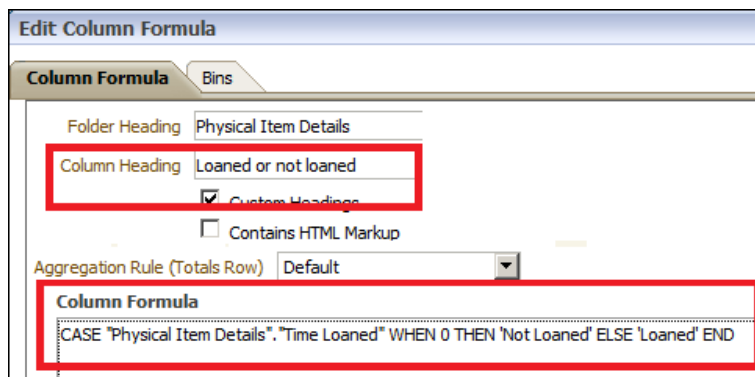 Edit Column Formula
Column Formula Bins
Folder Heading Physical Item Details
Column Heading Loaned or not loaned
Custom Headings
Contains HTML Markup
Aggregation Rule (Totals Row) Default
Column Formula
CASE "Physical Item Details"."Time Loaned" WHEN 0 THEN 'Not Loaned' ELSE 'Loaned' END